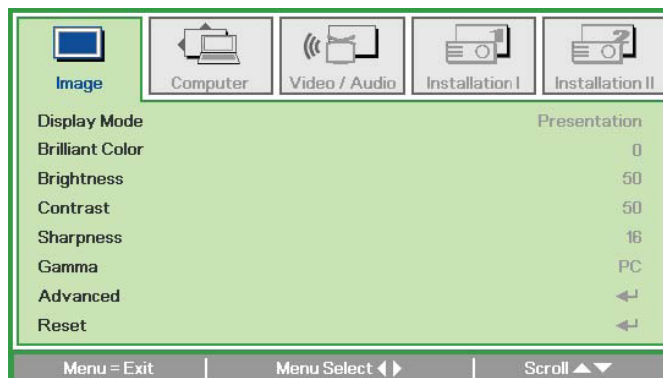 Image Computer Video / Audio Installation I Installation II
Display Mode Presentation
Brilliant Color 0
Brightness 50
Contrast 50
Sharpness 16
Gamma PC
Advanced
Reset
Menu = Exit Menu Select ◀▶ Scroll ▲▼